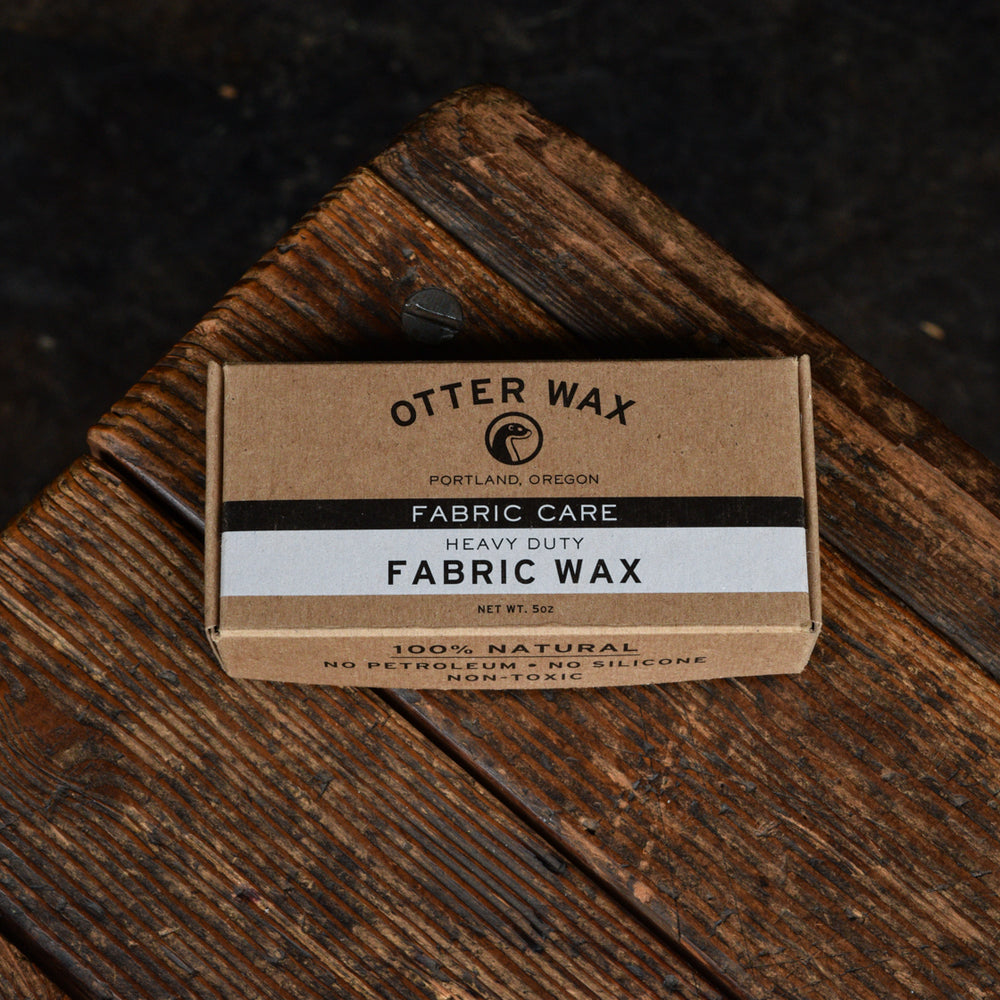 OTTER WAX
PORTLAND, OREGON
FABRIC CARE
HEAVY DUTY
FABRIC WAX
NET WT. 5oz
100% NATURAL
NO PETROLEUM • NO SILICONE
NON-TOXIC